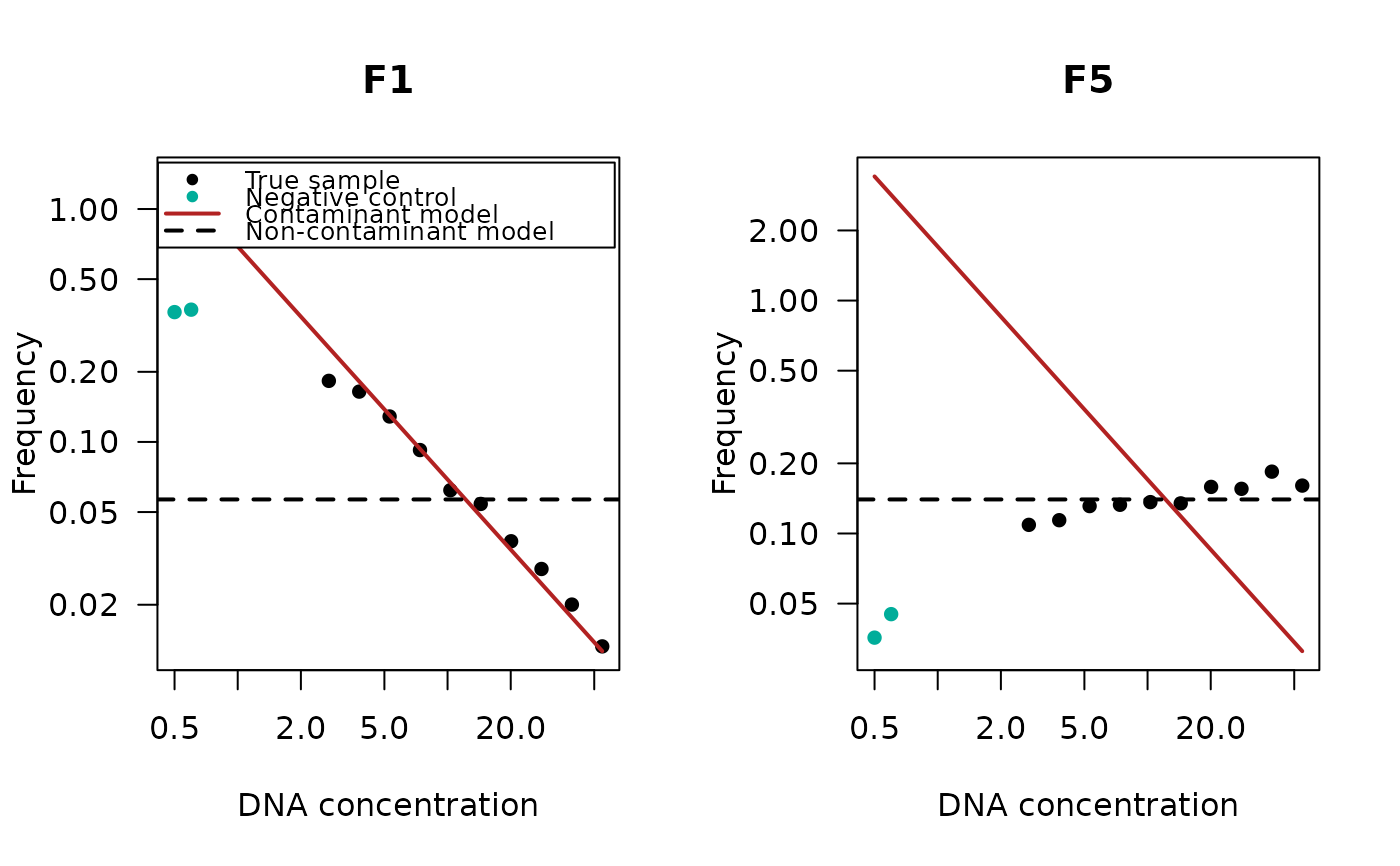 F1
True sample
Negative control
Contaminant model
Non-contaminant model
1.00
0.50
0.20
0.10
0.05
0.02
Frequency
0.5 2.0 5.0 20.0
DNA concentration
F5
2.00
1.00
0.50
0.20
0.10
0.05
Frequency
0.5 2.0 5.0 20.0
DNA concentration